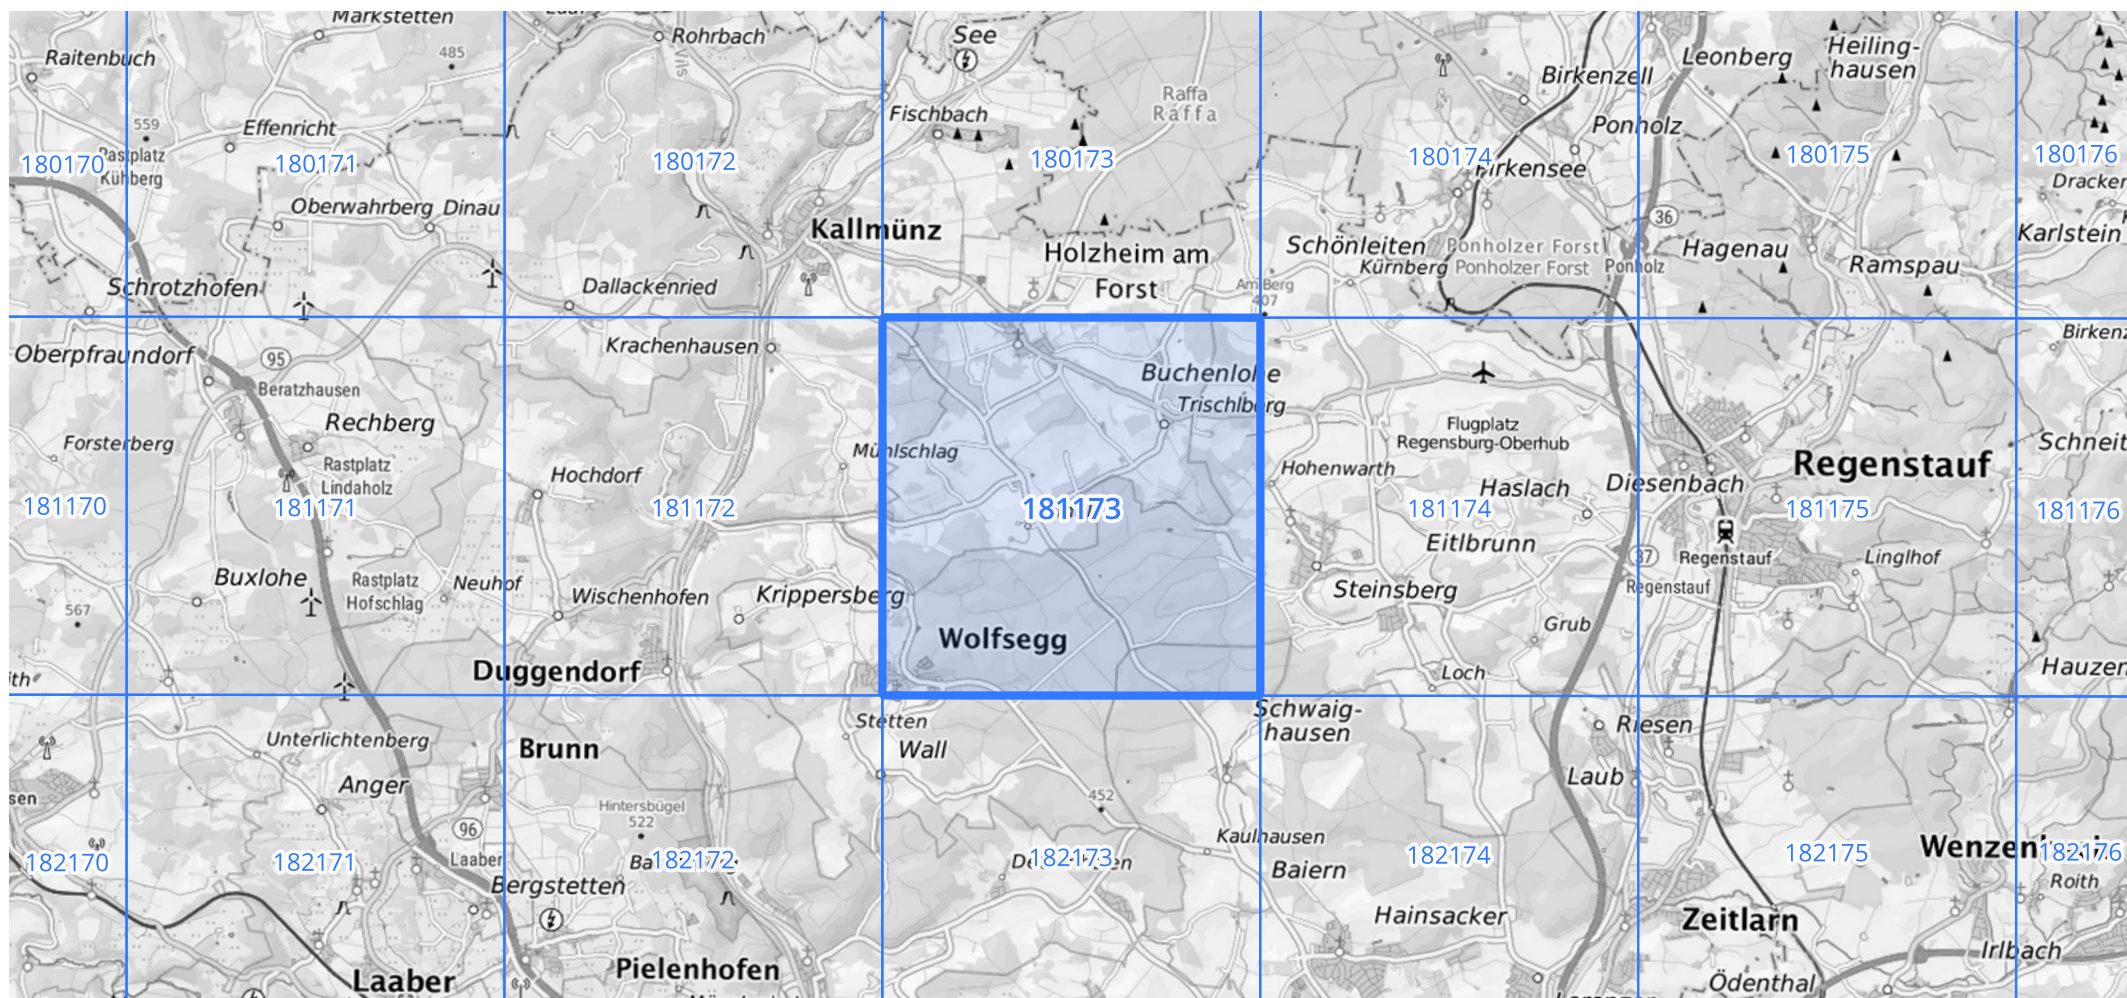 Markstetten
Raitenbuch
485
Rohrbach
Vils
See
Raffa
Ráffa
Fischbach
Birkenzell
Leonberg
Heiling-
hausen
Ponholz
559
Effenricht
Rastplatz
Kühberg
180170
180171
180172
180173
180174
180175
180176
Dracker
Oberwahrberg
Dinau
Kallmünz
Holzheim am
Forst
Schönleiten
Kürnberg
Ponholzer Forst
Ponholzer Forst
Ponholz
36
Hagenau
Ramspau
Karlstein
Schrotzhofen
Dallackenried
Am Berg
407
Oberpfraundorf
95
Beratzhausen
Krachenhausen
Buchenlohe
Trischlberg
Birkenz
Rechberg
Forsterberg
Rastplatz
Lindaholz
Hochdorf
Mühlschlag
Hohenwarth
Flugplatz
Regensburg-Oberhub
Haslach
Diesenbach
Regenstauf
Schneit
181170
181171
181172
181173
181174
181175
181176
Eitlbrunn
37
Regenstauf
Regenstauf
Linglhof
Buxlohe
Rastplatz
Hofschlag
Neuhof
567
Wischenhofen
Krippersberg
Steinsberg
Grub
Wolfsegg
Duggendorf
Loch
Hauzen
Stetten
Wall
Schwaig-
hausen
Riesen
Unterlichtenberg
Brunn
Anger
Hintersbügel
522
452
Laub
Kaulhausen
96
Laaber
182170
182171
182172
182173
182174
182175
182176
Bergstetten
Baiern
Roith
Hainsacker
Zeitlarn
Irlbach
Laaber
Pielenhofen
Ödenthal